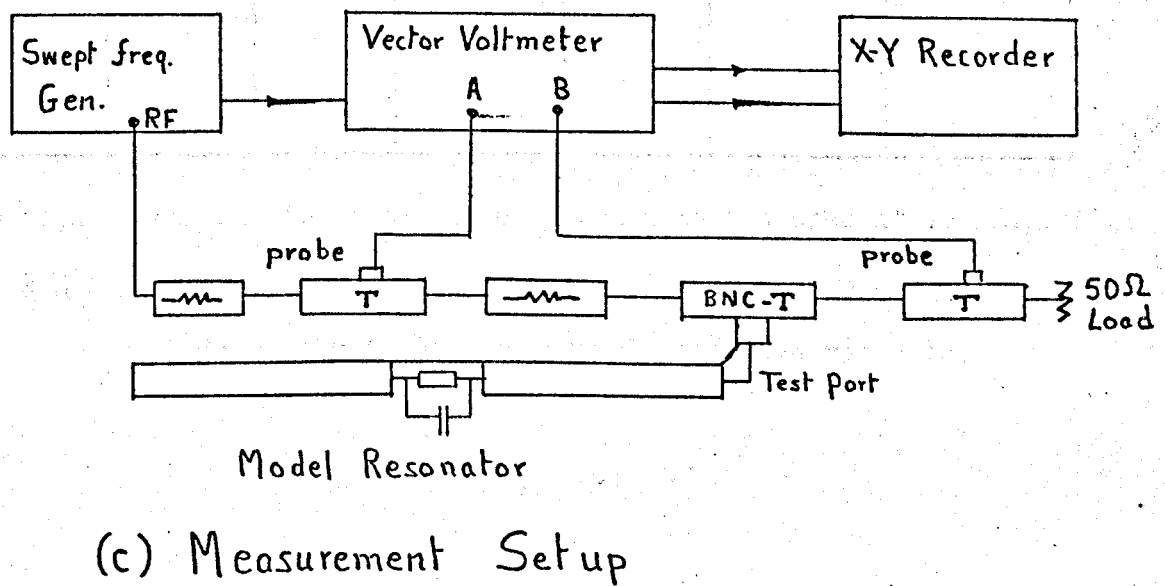 Swept freq.
Gen.
RF
Vector Voltmeter
A
B
X-Y Recorder
probe
probe
T
BNC-T
T
50Ω
Load
Test Port
Model Resonator
(c) Measurement Setup